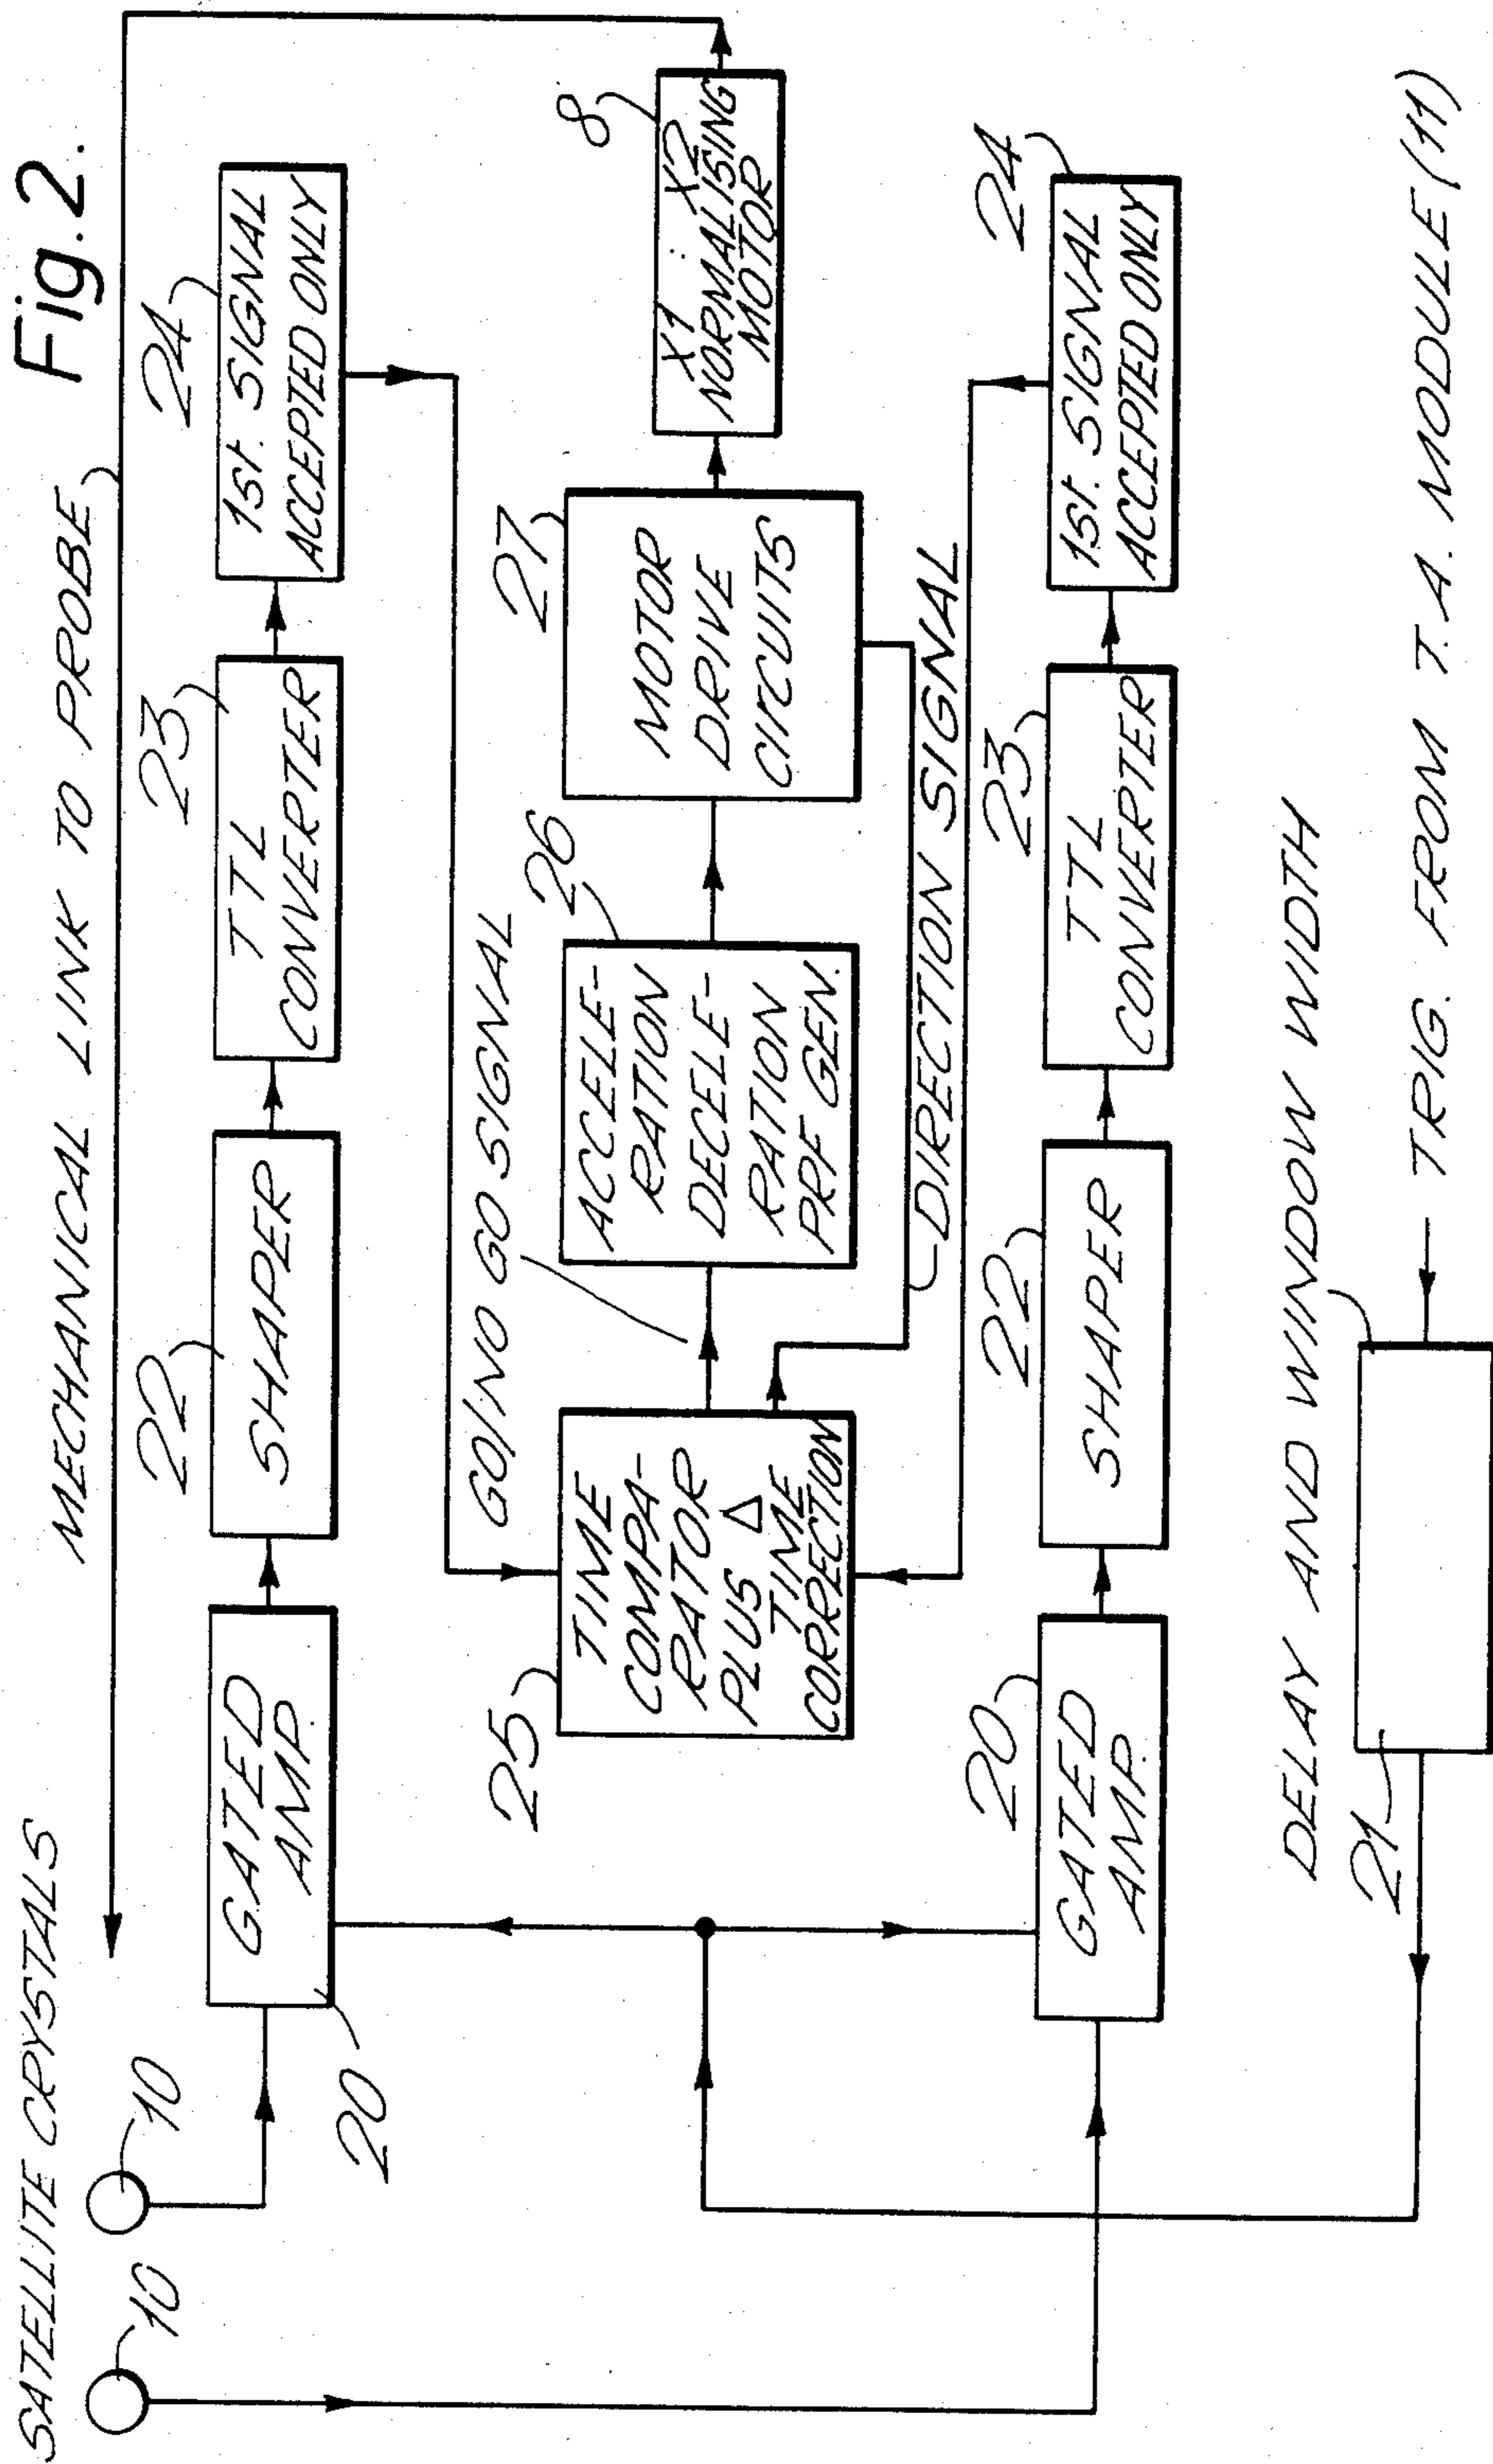 Fig. 2.
SATELLITE CRYSTALS
MECHANICAL LINK TO PROBE
10
10
20
GATED
AMP.
22
SHAPER
23
TTL
CONVERTER
24
1st. SIGNAL
ACCEPTED ONLY
GO/NO GO SIGNAL
25
TIME
COMPA-
RATOR
PLUS Δ
TIME
CORRECTION
26
ACCELE-
RATION
DECELE-
RATION
PRF GEN.
27
MOTOR
DRIVE
CIRCUITS
8
X1 : X2
NORMALISING
MOTOR
DIRECTION SIGNAL
20
GATED
AMP.
22
SHAPER
23
TTL
CONVERTER
24
1st. SIGNAL
ACCEPTED ONLY
DELAY AND WINDOW WIDTH
21
TRIG. FROM T.A. MODULE (11)